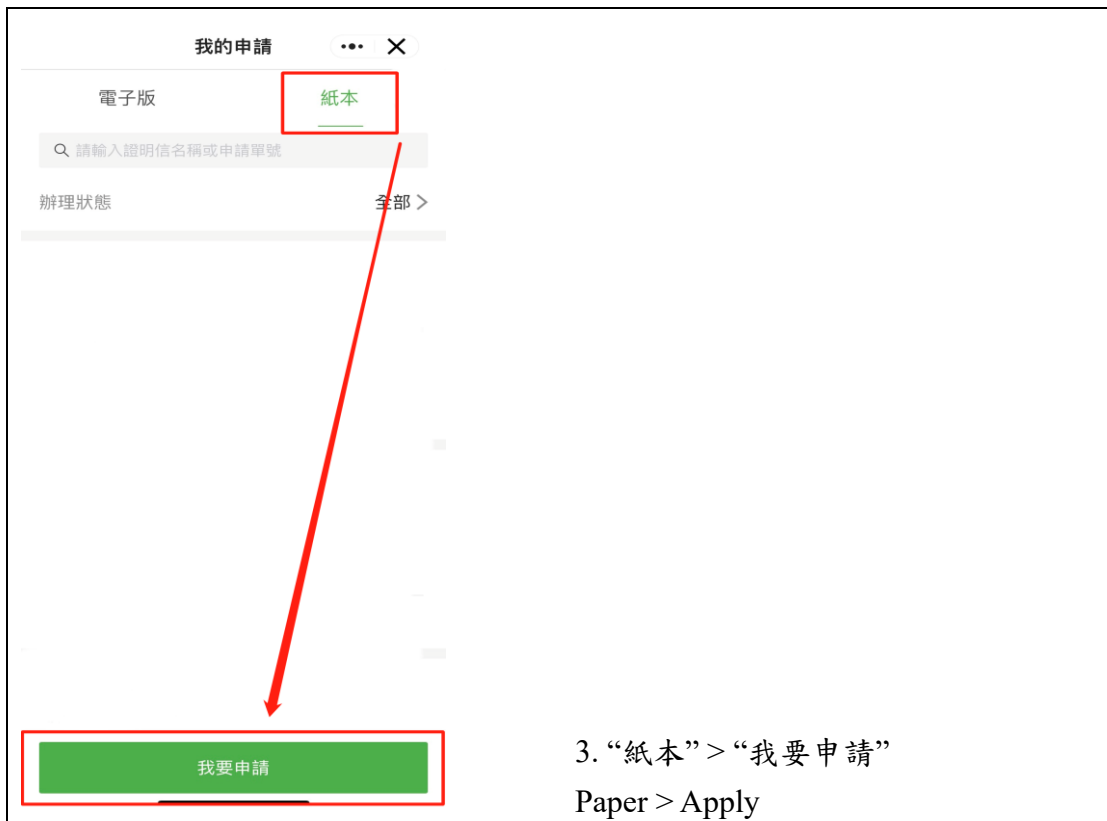 我的申請
電子版 紙本
請輸入證明信名稱或申請單號
辦理狀態 全部
我要申請
3. “紙本” > “我要申請”
Paper > Apply